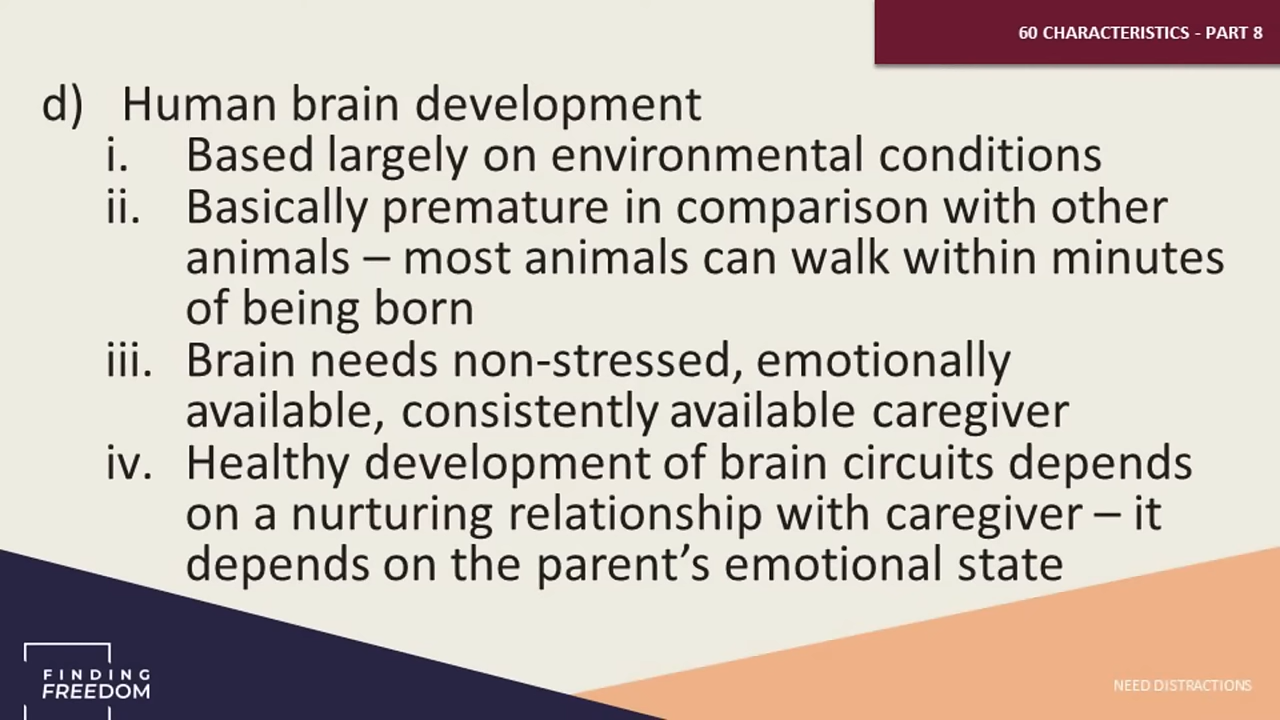 60 CHARACTERISTICS - PART 8
d) Human brain development
i. Based largely on environmental conditions
ii. Basically premature in comparison with other
animals – most animals can walk within minutes
of being born
iii. Brain needs non-stressed, emotionally
available, consistently available caregiver
iv. Healthy development of brain circuits depends
on a nurturing relationship with caregiver – it
depends on the parent’s emotional state
FINDING
FREEDOM
NEED DISTRACTIONS